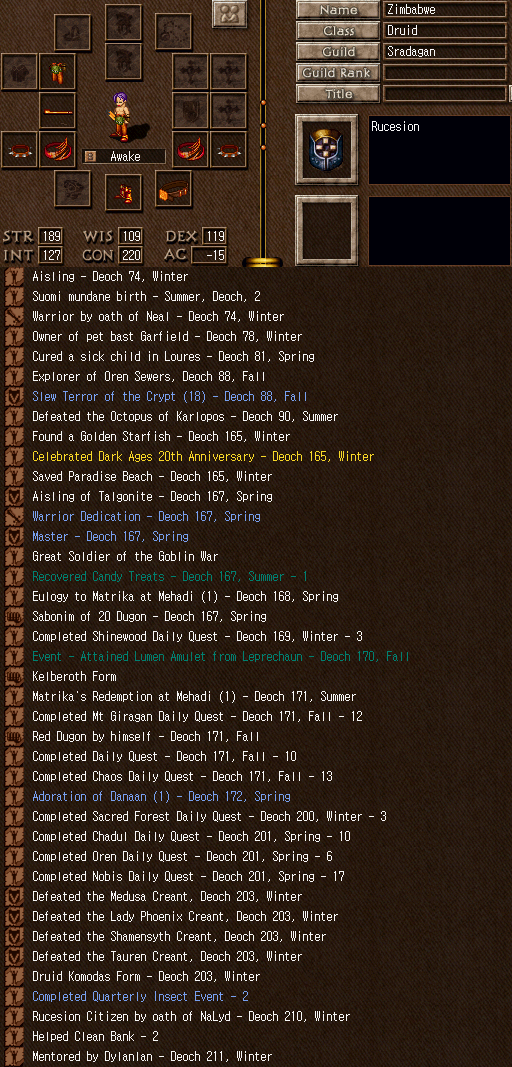 Name Zimbabwe
Class Druid
Guild Sradagan
Guild Rank
Title
Rucesion
Awake
STR 189 WIS 109 DEX 119
INT 127 CON 220 AC -15
Aisling - Deoch 74, Winter
Suomi mundane birth - Summer, Deoch, 2
Warrior by oath of Neal - Deoch 74, Winter
Owner of pet bast Garfield - Deoch 78, Winter
Cured a sick child in Loures - Deoch 81, Spring
Explorer of Oren Sewers, Deoch 88, Fall
Slew Terror of the Crypt (18) - Deoch 88, Fall
Defeated the Octopus of Karlopos - Deoch 90, Summer
Found a Golden Starfish - Deoch 165, Winter
Celebrated Dark Ages 20th Anniversary - Deoch 165, Winter
Saved Paradise Beach - Deoch 165, Winter
Aisling of Talgonite - Deoch 167, Spring
Warrior Dedication - Deoch 167, Spring
Master - Deoch 167, Spring
Great Soldier of the Goblin War
Recovered Candy Treats - Deoch 167, Summer - 1
Eulogy to Matrika at Mehadi (1) - Deoch 168, Spring
Sabonim of 20 Dugon - Deoch 167, Spring
Completed Shinewood Daily Quest - Deoch 169, Winter - 3
Event - Attained Lumen Amulet from Leprechaun - Deoch 170, Fall
Kelberoth Form
Matrika's Redemption at Mehadi (1) - Deoch 171, Summer
Completed Mt Giragan Daily Quest - Deoch 171, Fall - 12
Red Dugon by himself - Deoch 171, Fall
Completed Daily Quest - Deoch 171, Fall - 10
Completed Chaos Daily Quest - Deoch 171, Fall - 13
Adoration of Danaan (1) - Deoch 172, Spring
Completed Sacred Forest Daily Quest - Deoch 200, Winter - 3
Completed Chadul Daily Quest - Deoch 201, Spring - 10
Completed Oren Daily Quest - Deoch 201, Spring - 6
Completed Nobis Daily Quest - Deoch 201, Spring - 17
Defeated the Medusa Creant, Deoch 203, Winter
Defeated the Lady Phoenix Creant, Deoch 203, Winter
Defeated the Shamensyth Creant, Deoch 203, Winter
Defeated the Tauren Creant, Deoch 203, Winter
Druid Komodas Form - Deoch 203, Winter
Completed Quarterly Insect Event - 2
Rucesion Citizen by oath of NaLyd - Deoch 210, Winter
Helped Clean Bank - 2
Mentored by Dylanlan - Deoch 211, Winter